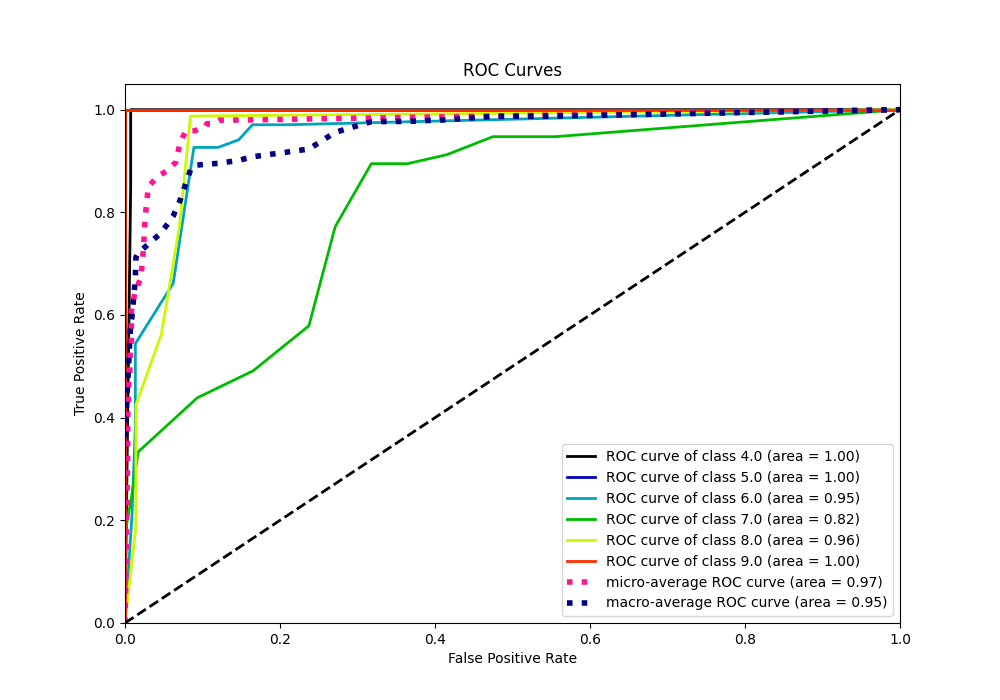 ROC Curves
True Positive Rate
1.0
0.8
0.6
0.4
0.2
0.0
ROC curve of class 4.0 (area = 1.00)
ROC curve of class 5.0 (area = 1.00)
ROC curve of class 6.0 (area = 0.95)
ROC curve of class 7.0 (area = 0.82)
ROC curve of class 8.0 (area = 0.96)
ROC curve of class 9.0 (area = 1.00)
micro-average ROC curve (area = 0.97)
macro-average ROC curve (area = 0.95)
0.0 0.2 0.4 0.6 0.8 1.0
False Positive Rate